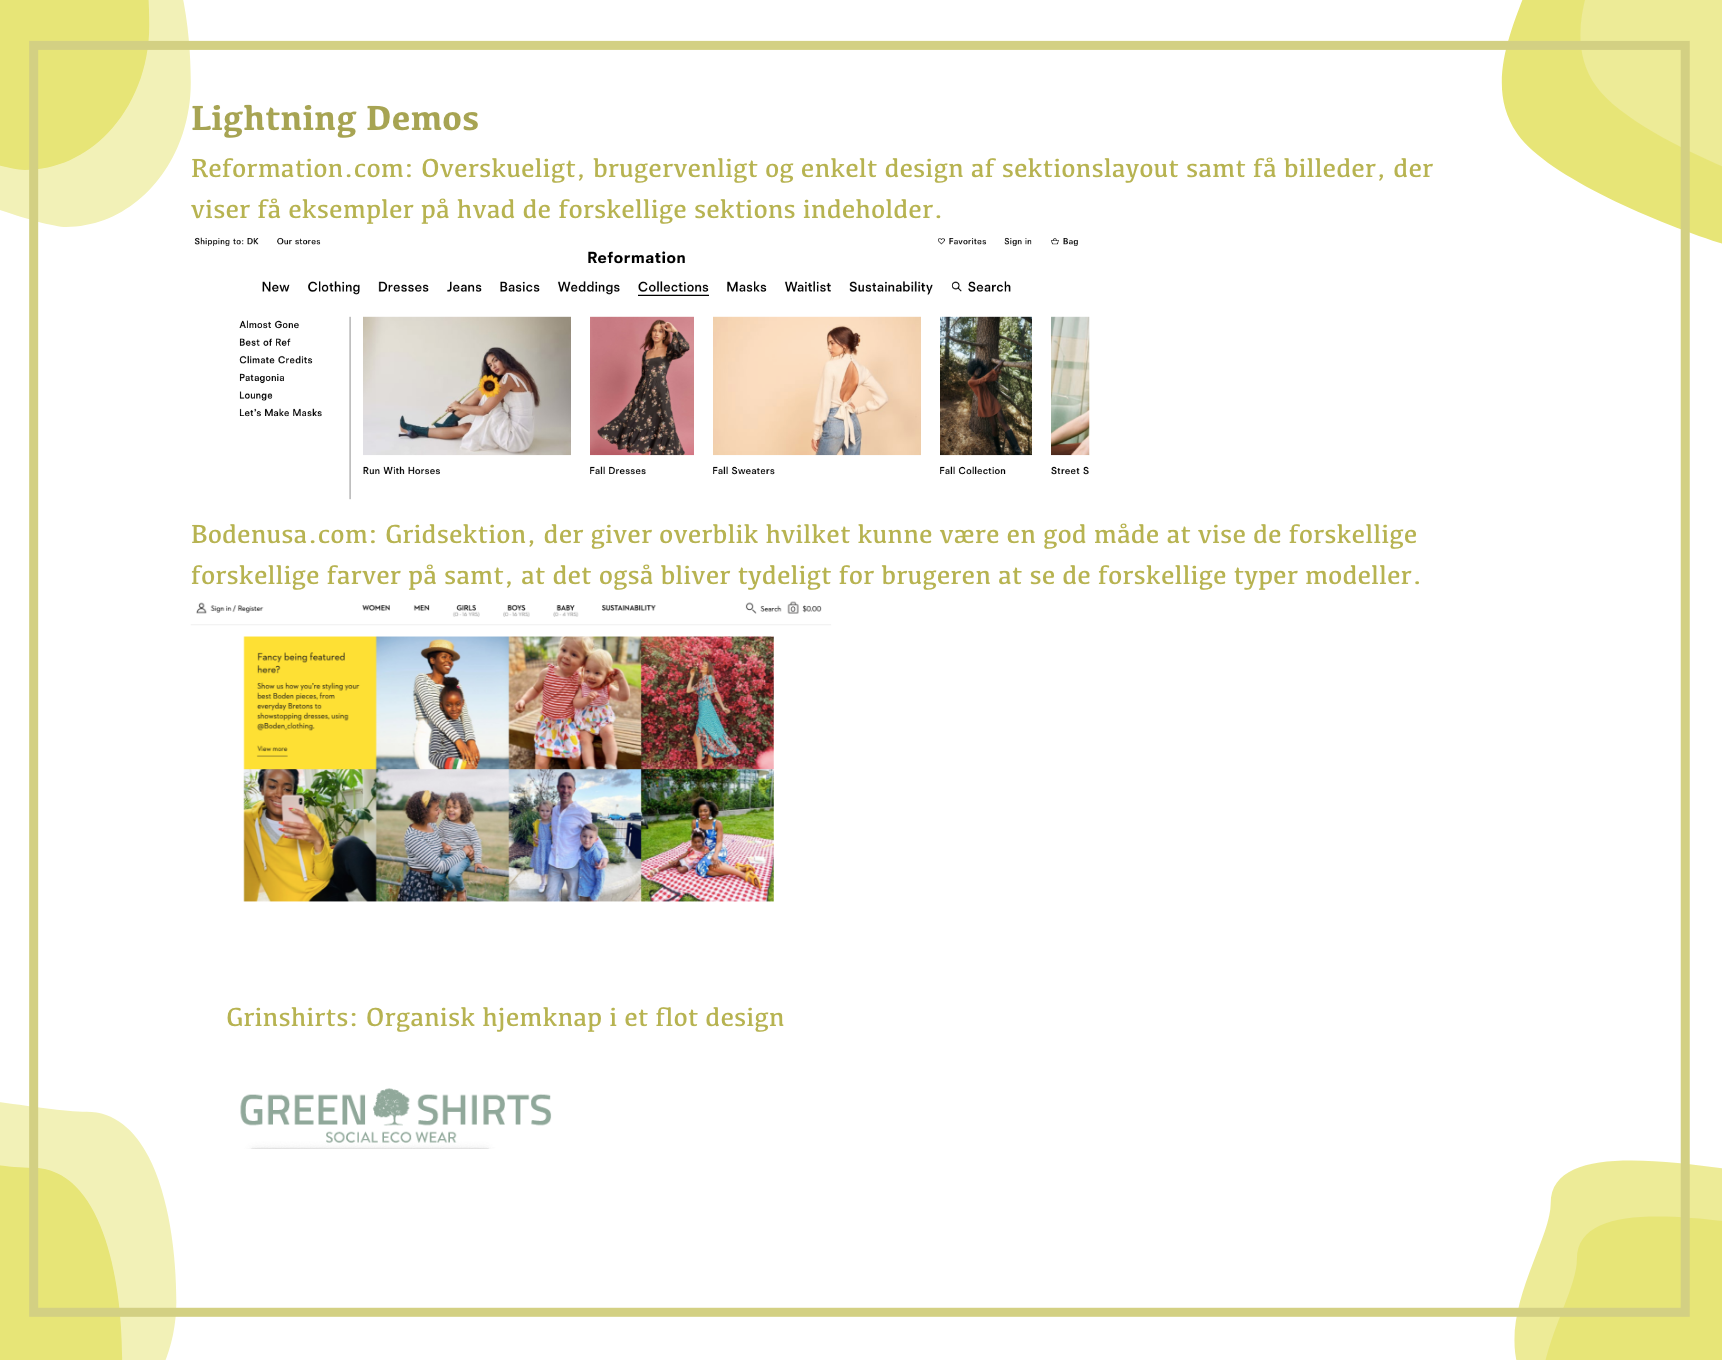 Lightning Demos
Reformation.com: Overskueligt, brugervenligt og enkelt design af sektionslayout samt få billeder, der
viser få eksempler på hvad de forskellige sektions indeholder.
Shipping to: DK Our stores Favorites Sign in Bag
Reformation
New Clothing Dresses Jeans Basics Weddings Collections Masks Waitlist Sustainability Search
Almost Gone
Best of Ref
Climate Credits
Patagonia
Lounge
Let's Make Masks
Run With Horses Fall Dresses Fall Sweaters Fall Collection Street S
Bodenusa.com: Gridsektion, der giver overblik hvilket kunne være en god måde at vise de forskellige
forskellige farver på samt, at det også bliver tydeligt for brugeren at se de forskellige typer modeller.
Sign in / Register WOMEN MEN GIRLS BOYS BABY SUSTAINABILITY Search 0 $0.00
Fancy being featured
here?
Show us how you're styling your
best Boden pieces, from
everyday Bretons to
showstopping dresses, using
@Boden_clothing.
View more
Grinshirts: Organisk hjemknap i et flot design
GREEN SHIRTS
SOCIAL ECO WEAR